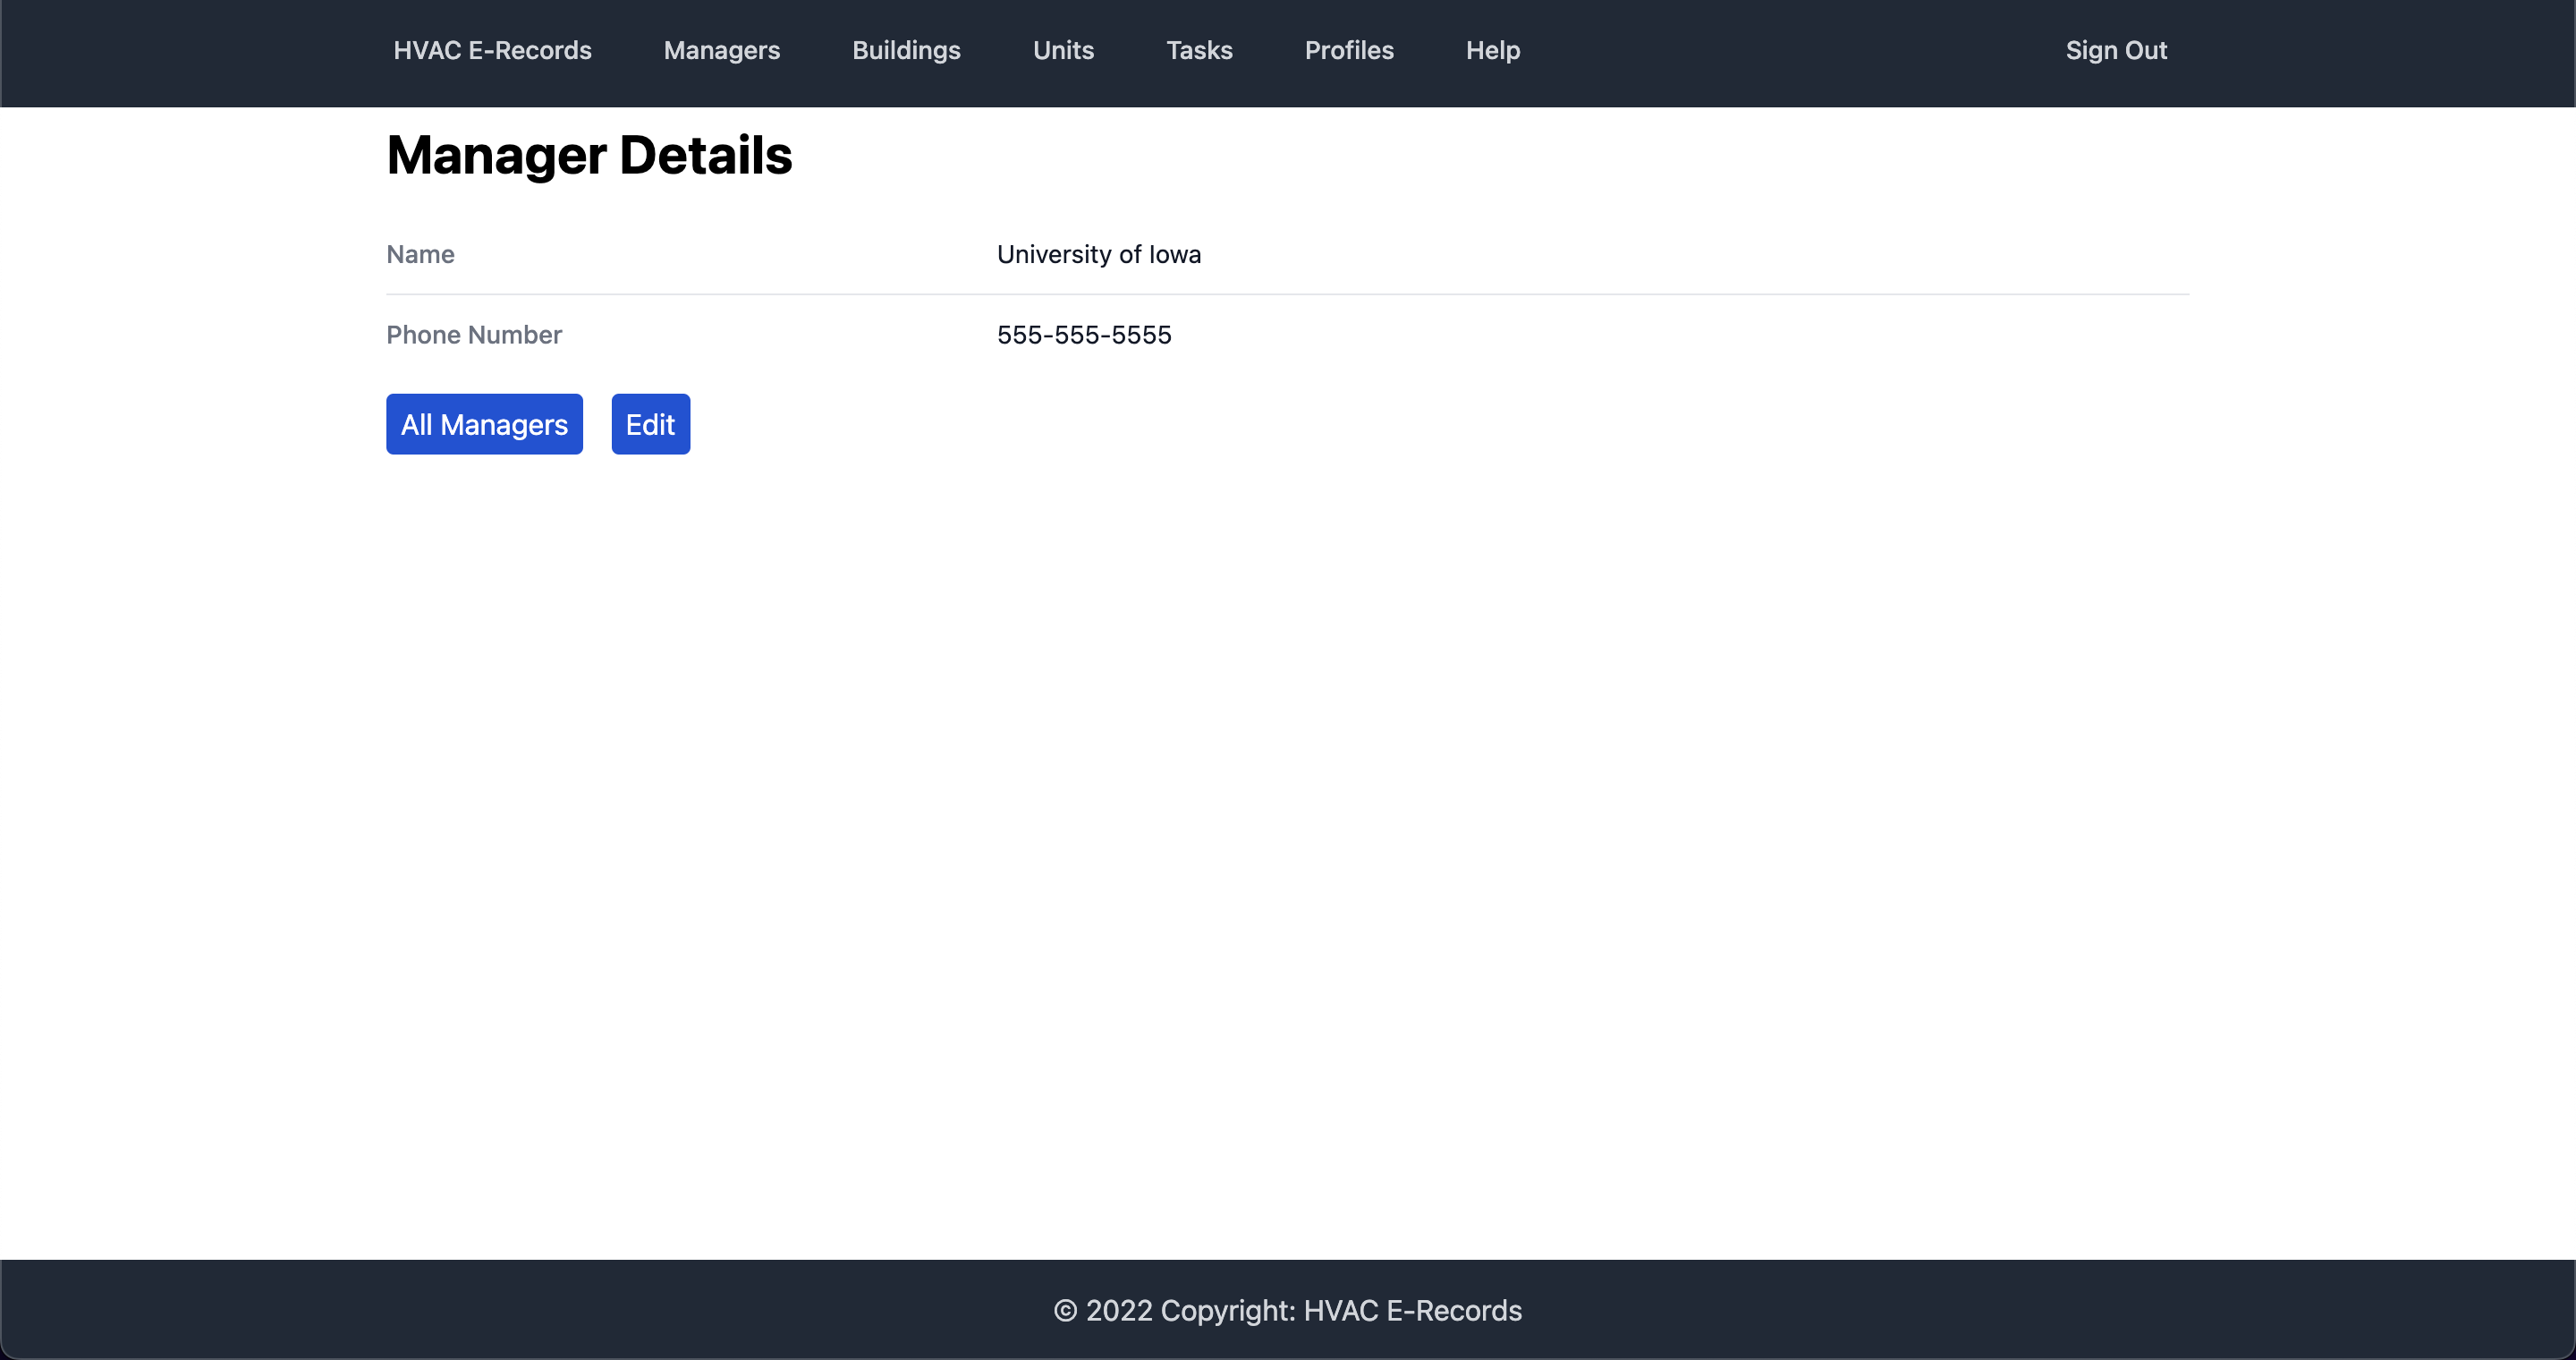 HVAC E-Records Managers Buildings Units Tasks Profiles Help Sign Out
Manager Details
Name University of Iowa
Phone Number 555-555-5555
All Managers Edit
© 2022 Copyright: HVAC E-Records